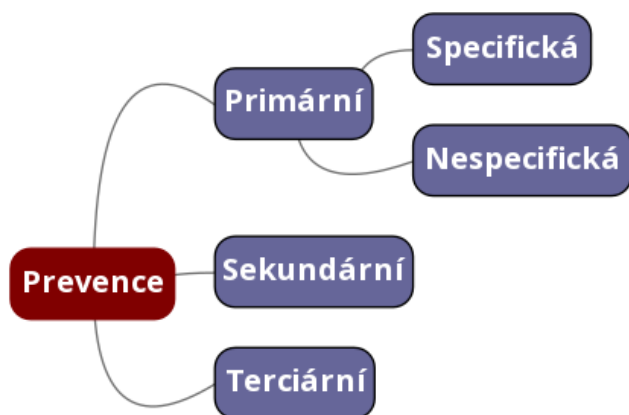 Specifická
Primární
Nespecifická
Sekundární
Prevence
Terciární